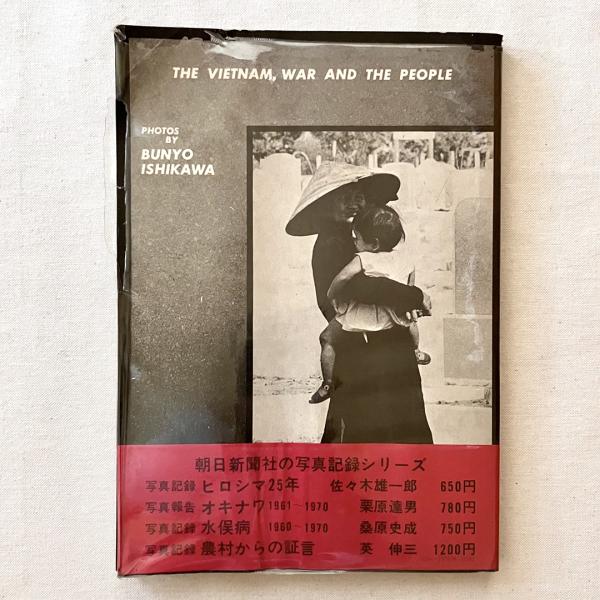 THE VIETNAM, WAR AND THE PEOPLE
PHOTOS
BY
BUNYO
ISHIKAWA
朝日新聞社の写真記録シリーズ
写真記録 ヒロシマ25年 佐々木雄一郎 650円
写真報告 オキナワ 1961〜1970 栗原達男 780円
写真記録 水俣病 1960〜1970 桑原史成 750円
写真記録 農村からの証言 英 伸三 1200円